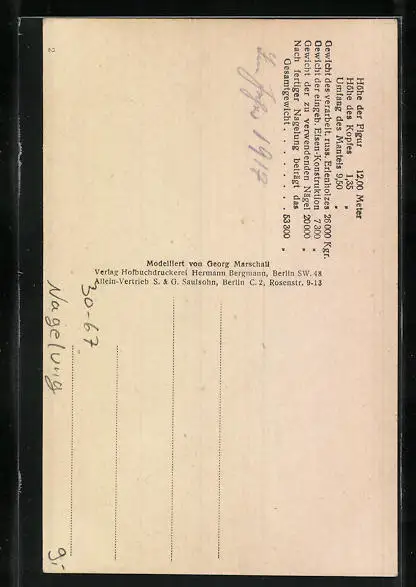 Höhe der Figur 12,00 Meter
Höhe des Kopfes 1,35 "
Umfang des Mantels 9,50 "
Gewicht des verarbeit. russ. Erlenholzes 26000 Kgr.
Gewicht der eingeb. Eisen-Konstruktion 7300 "
Gewicht der zu verwendenden Nägel 20000 "
Nach fertiger Nagelung beträgt das
Gesamtgewicht . . . . . . . 53300 "
1917
Modelliert von Georg Marschall
Verlag Hofbuchdruckerei Hermann Bergmann, Berlin SW. 48
Allein-Vertrieb S. & G. Saulsohn, Berlin C. 2, Rosenstr. 9-13
30-67
Nagelung
9,-
2